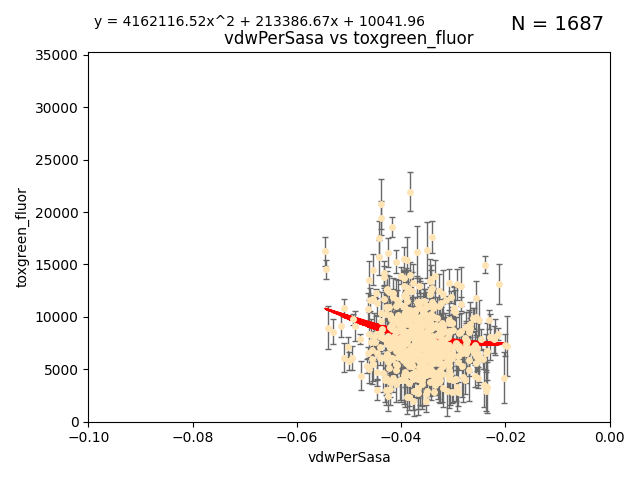 y = 4162116.52x^2 + 213386.67x + 10041.96
N = 1687
vdwPerSasa vs toxgreen_fluor
35000
30000
25000
20000
15000
10000
5000
0
toxgreen_fluor
−0.10
−0.08
−0.06
−0.04
−0.02
0.00
vdwPerSasa